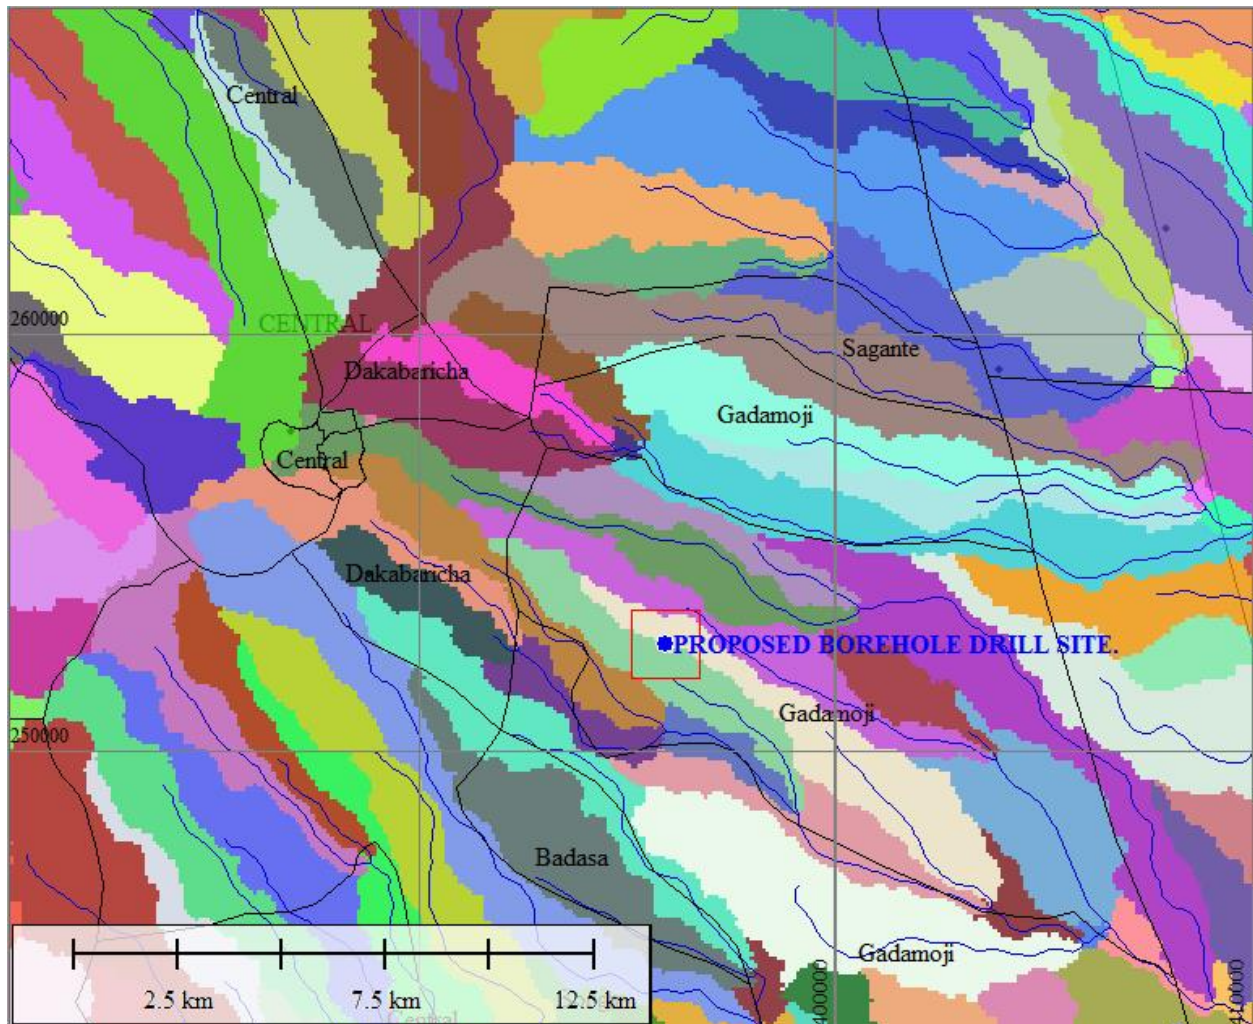 Central
260000
CENTRAL
Dakabaricha
Sagante
Gadamoji
Central
Dakabaricha
PROPOSED BOREHOLE DRILL SITE.
Gadamoji
250000
Badasa
Gadamoji
400000
410000
2.5 km
7.5 km
12.5 km
Central